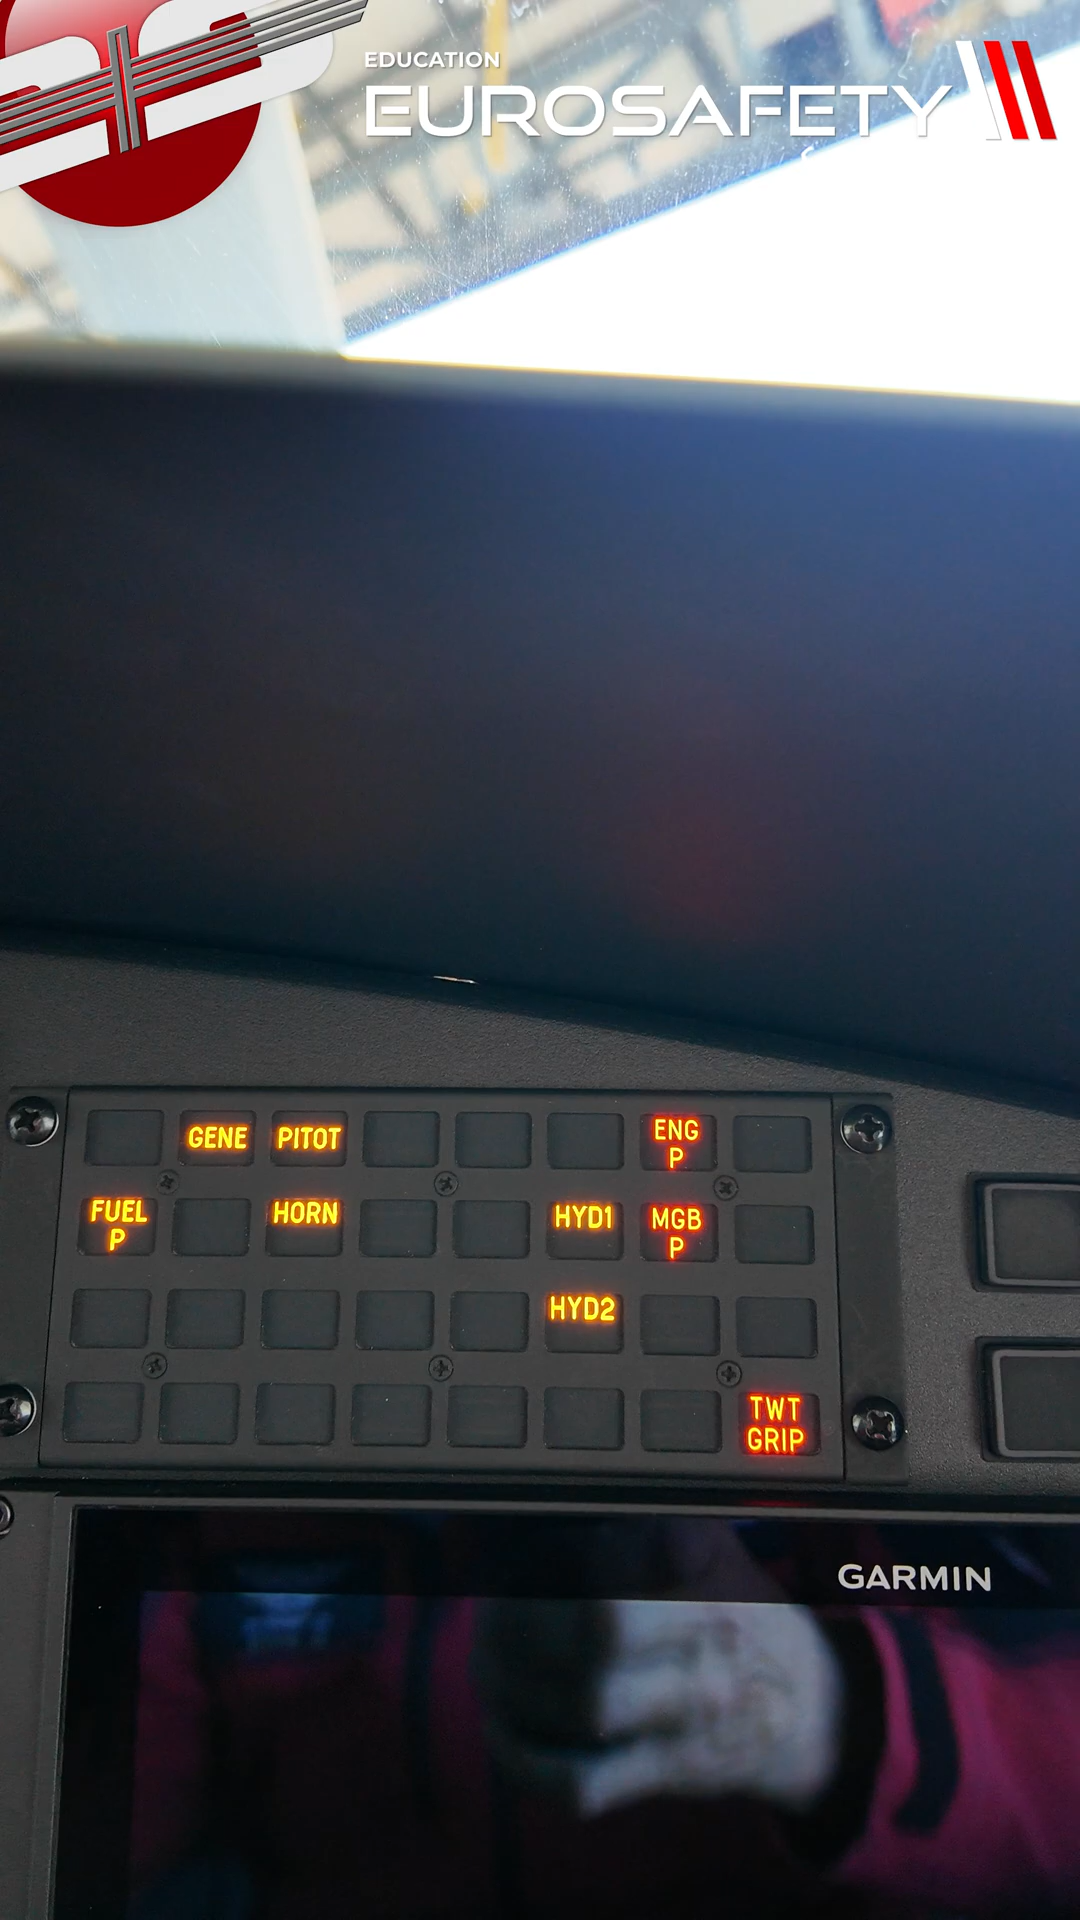 EDUCATION
EUROSAFETY
GENE
PITOT
ENG
P
FUEL
P
HORN
HYD1
MGB
P
HYD2
TWT
GRIP
GARMIN